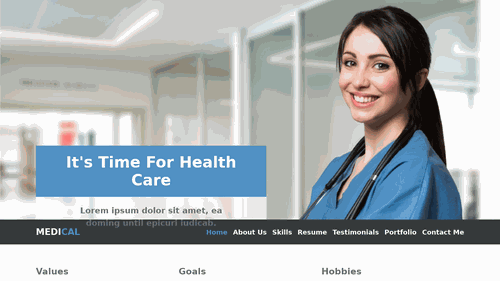 It's Time For Health
Care
Lorem ipsum dolor sit amet, ea
doming until epicuri iudicab.
MEDICAL
Home About Us Skills Resume Testimonials Portfolio Contact Me
Values Goals Hobbies